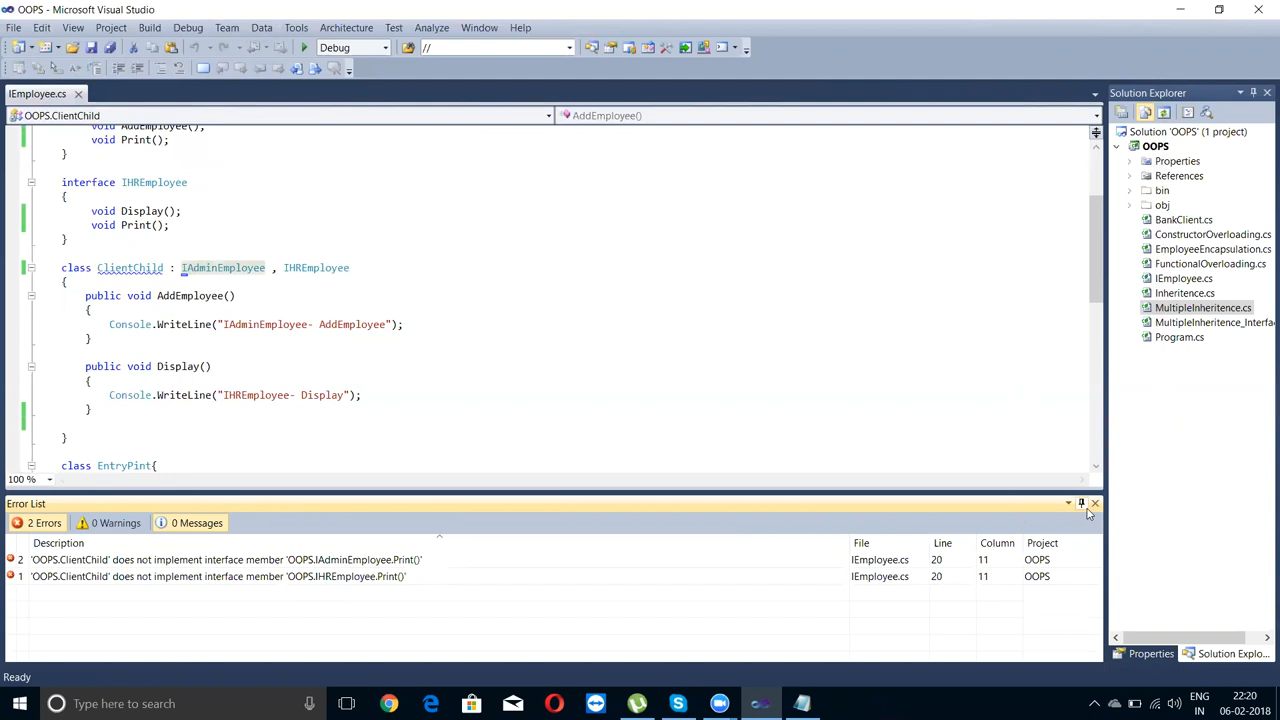 OOPS - Microsoft Visual Studio
File Edit View Project Build Debug Team Data Tools Architecture Test Analyze Window Help
Debug //
IEmployee.cs
OOPS.ClientChild AddEmployee()
void AddEmployee();
void Print();
}
interface IHREmployee
{
void Display();
void Print();
}
class ClientChild : IAdminEmployee , IHREmployee
{
public void AddEmployee()
{
Console.WriteLine("IAdminEmployee- AddEmployee");
}
public void Display()
{
Console.WriteLine("IHREmployee- Display");
}
}
class EntryPint{
100 %
Error List
2 Errors 0 Warnings 0 Messages
Description File Line Column Project
2 'OOPS.ClientChild' does not implement interface member 'OOPS.IAdminEmployee.Print()' IEmployee.cs 20 11 OOPS
1 'OOPS.ClientChild' does not implement interface member 'OOPS.IHREmployee.Print()' IEmployee.cs 20 11 OOPS
Solution Explorer
Solution 'OOPS' (1 project)
OOPS
Properties
References
bin
obj
BankClient.cs
ConstructorOverloading.cs
EmployeeEncapsulation.cs
FunctionalOverloading.cs
IEmployee.cs
Inheritence.cs
MultipleInheritence.cs
MultipleInheritence_Interfa
Program.cs
Properties Solution Explo...
Ready
Type here to search
ENG
IN
22:20
06-02-2018